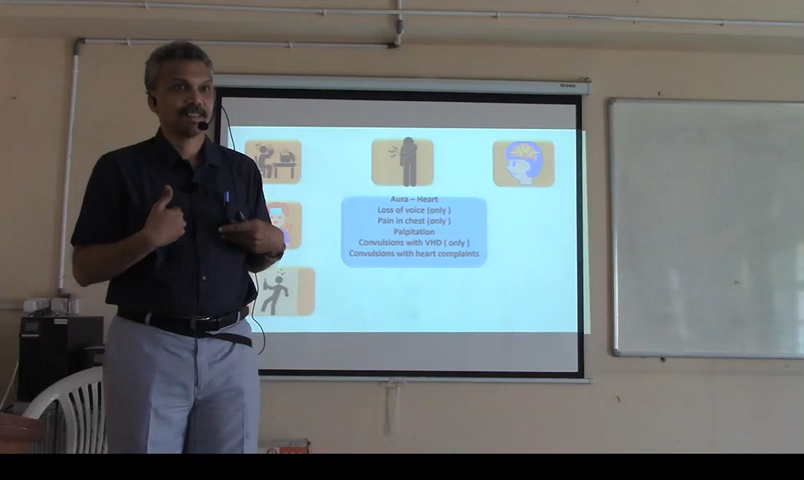 Aura – Heart
Loss of voice (only )
Pain in chest (only )
Palpitation
Convulsions with VHD ( only )
Convulsions with heart complaints